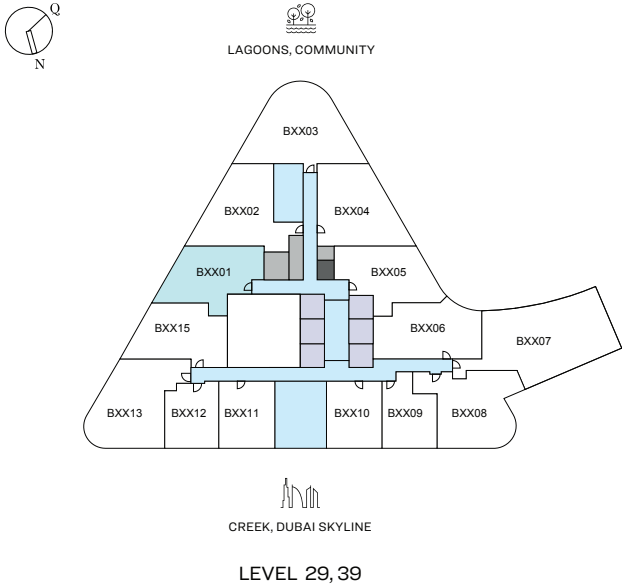 Q
N
LAGOONS, COMMUNITY
BXX03
BXX02
BXX04
BXX01
BXX05
BXX15
BXX06
BXX07
BXX13
BXX12
BXX11
BXX10
BXX09
BXX08
CREEK, DUBAI SKYLINE
LEVEL 29, 39